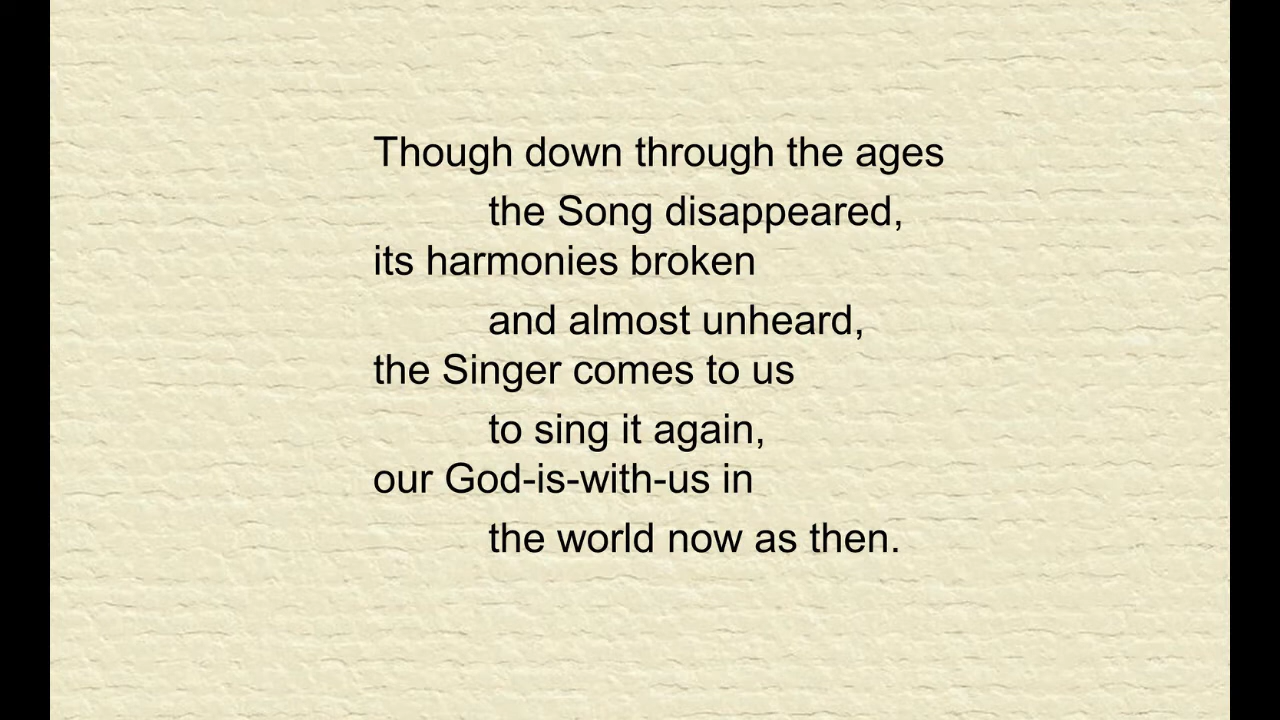 Though down through the ages
the Song disappeared,
its harmonies broken
and almost unheard,
the Singer comes to us
to sing it again,
our God-is-with-us in
the world now as then.